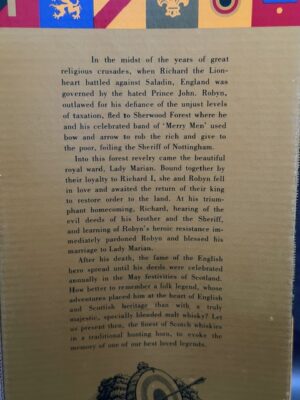 In the midst of the years of great
religious crusades, when Richard the Lion-
heart battled against Saladin, England was
governed by the hated Prince John. Robyn,
outlawed for his defiance of the unjust levels
of taxation, fled to Sherwood Forest where he
and his celebrated band of 'Merry Men' used
bow and arrow to rob the rich and give to
the poor, foiling the Sheriff of Nottingham.
Into this forest revelry came the beautiful
royal ward, Lady Marian. Bound together by
their loyalty to Richard I, she and Robyn fell
in love and awaited the return of their king
to restore order to the land. At his trium-
phant homecoming, Richard, hearing of the
evil deeds of his brother and the Sheriff,
and learning of Robyn's heroic resistance im-
mediately pardoned Robyn and blessed his
marriage to Lady Marian.
After his death, the fame of the English
hero spread until his deeds were celebrated
annually in the May festivities of Scotland.
How better to remember a folk legend, whose
adventures placed him at the heart of English
and Scottish heritage than with a truly
majestic, specially blended malt whisky? Let
us present then, the finest of Scotch whiskies
in a traditional hunting horn, to evoke the
memory of one of our best loved legends.